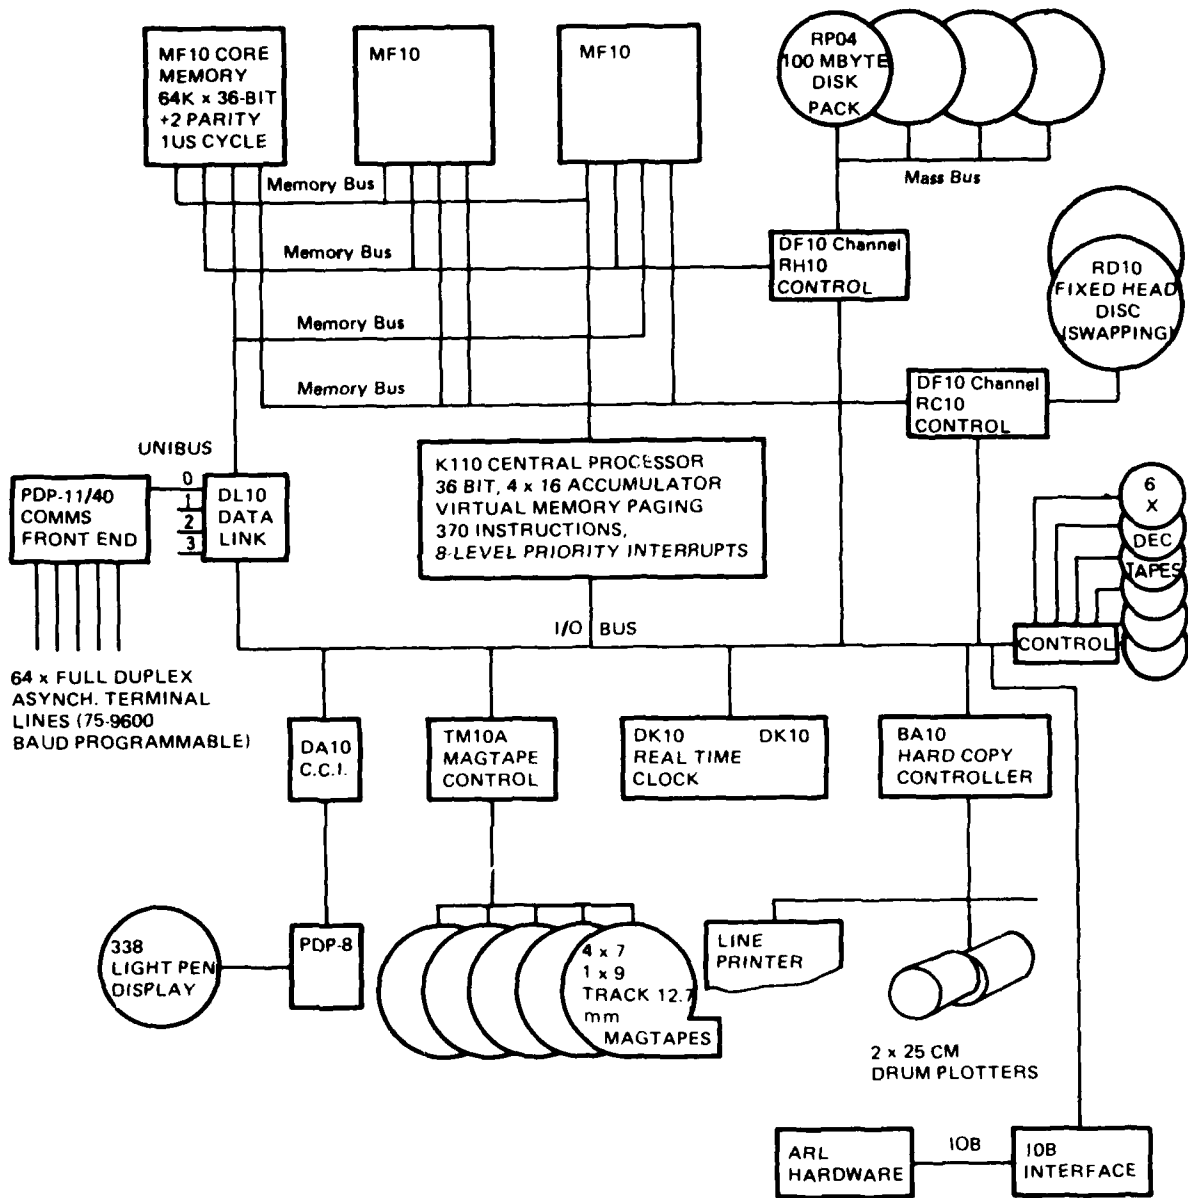 MF10 CORE
MEMORY
64K x 36-BIT
+2 PARITY
1US CYCLE
MF10
MF10
RP04
100 MBYTE
DISK
PACK
Mass Bus
Memory Bus
Memory Bus
Memory Bus
Memory Bus
DF10 Channel
RH10
CONTROL
RD10
FIXED HEAD
DISC
(SWAPPING)
DF10 Channel
RC10
CONTROL
UNIBUS
PDP-11/40
COMMS
FRONT END
0
1
2
3
DL10
DATA
LINK
K110 CENTRAL PROCESSOR
36 BIT, 4 x 16 ACCUMULATOR
VIRTUAL MEMORY PAGING
370 INSTRUCTIONS,
8-LEVEL PRIORITY INTERRUPTS
6
X
DEC
TAPES
CONTROL
I/O BUS
64 x FULL DUPLEX
ASYNCH. TERMINAL
LINES (75-9600
BAUD PROGRAMMABLE)
DA10
C.C.I.
TM10A
MAGTAPE
CONTROL
DK10 DK10
REAL TIME
CLOCK
BA10
HARD COPY
CONTROLLER
338
LIGHT PEN
DISPLAY
PDP-8
4 x 7
1 x 9
TRACK 12.7
mm
MAGTAPES
LINE
PRINTER
2 x 25 CM
DRUM PLOTTERS
ARL
HARDWARE
IOB
IOB
INTERFACE